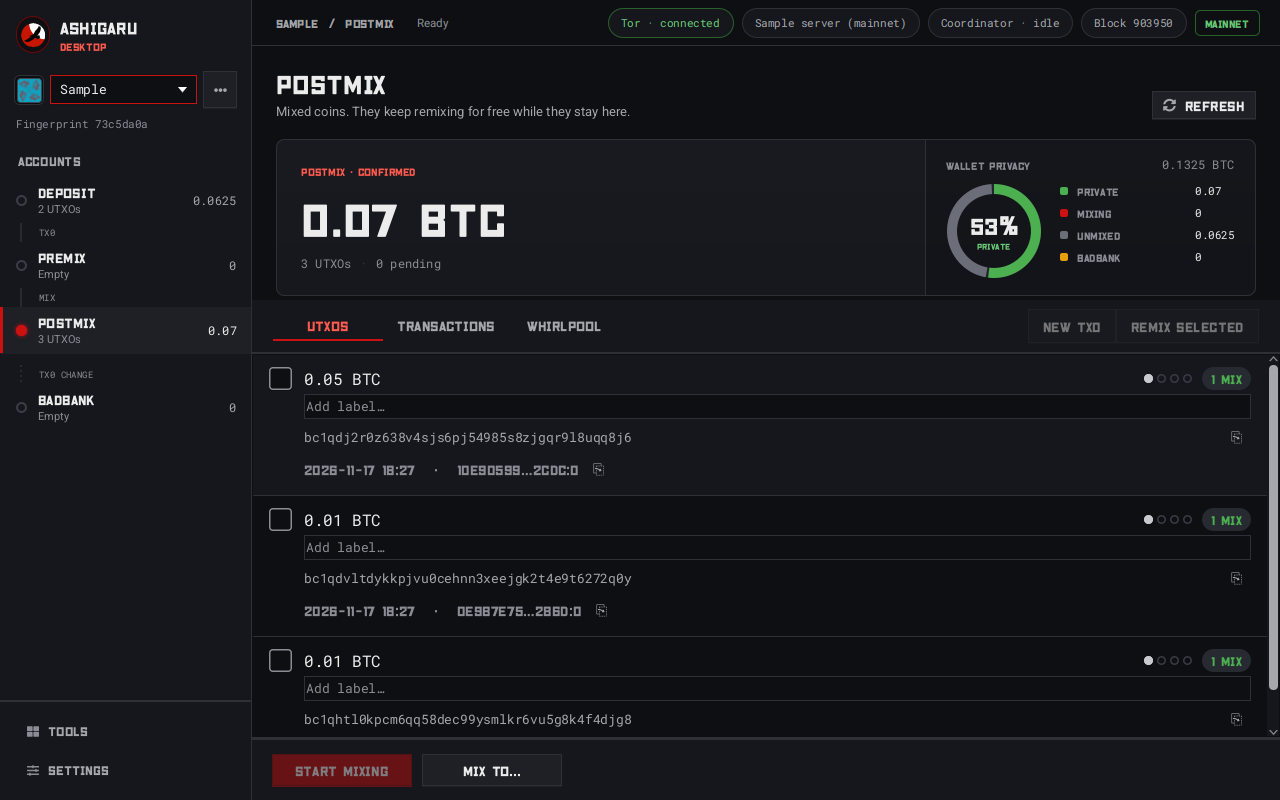 ASHIGARU
DESKTOP
Sample
Fingerprint 73c5da0a
ACCOUNTS
DEPOSIT
2 UTXOs
0.0625
TX0
PREMIX
Empty
0
MIX
POSTMIX
3 UTXOs
0.07
TX0 CHANGE
BADBANK
Empty
0
TOOLS
SETTINGS
SAMPLE / POSTMIX Ready
Tor · connected
Sample server (mainnet)
Coordinator · idle
Block 903950
MAINNET
POSTMIX
Mixed coins. They keep remixing for free while they stay here.
REFRESH
POSTMIX · CONFIRMED
0.07 BTC
3 UTXOs · 0 pending
WALLET PRIVACY 0.1325 BTC
53%
PRIVATE
PRIVATE 0.07
MIXING 0
UNMIXED 0.0625
BADBANK 0
UTXOS TRANSACTIONS WHIRLPOOL
NEW TX0 REMIX SELECTED
0.05 BTC 1 MIX
Add label…
bc1qdj2r0z638v4sjs6pj54985s8zjgqr9l8uqq8j6
2026-11-17 18:27 · 10E90599…2CDC:0
0.01 BTC 1 MIX
Add label…
bc1qdvltdykkpjvu0cehnn3xeejgk2t4e9t6272q0y
2026-11-17 18:27 · 0E987E75…286D:0
0.01 BTC 1 MIX
Add label…
bc1qhtl0kpcm6qq58dec99ysmlkr6vu5g8k4f4djg8
START MIXING MIX TO...